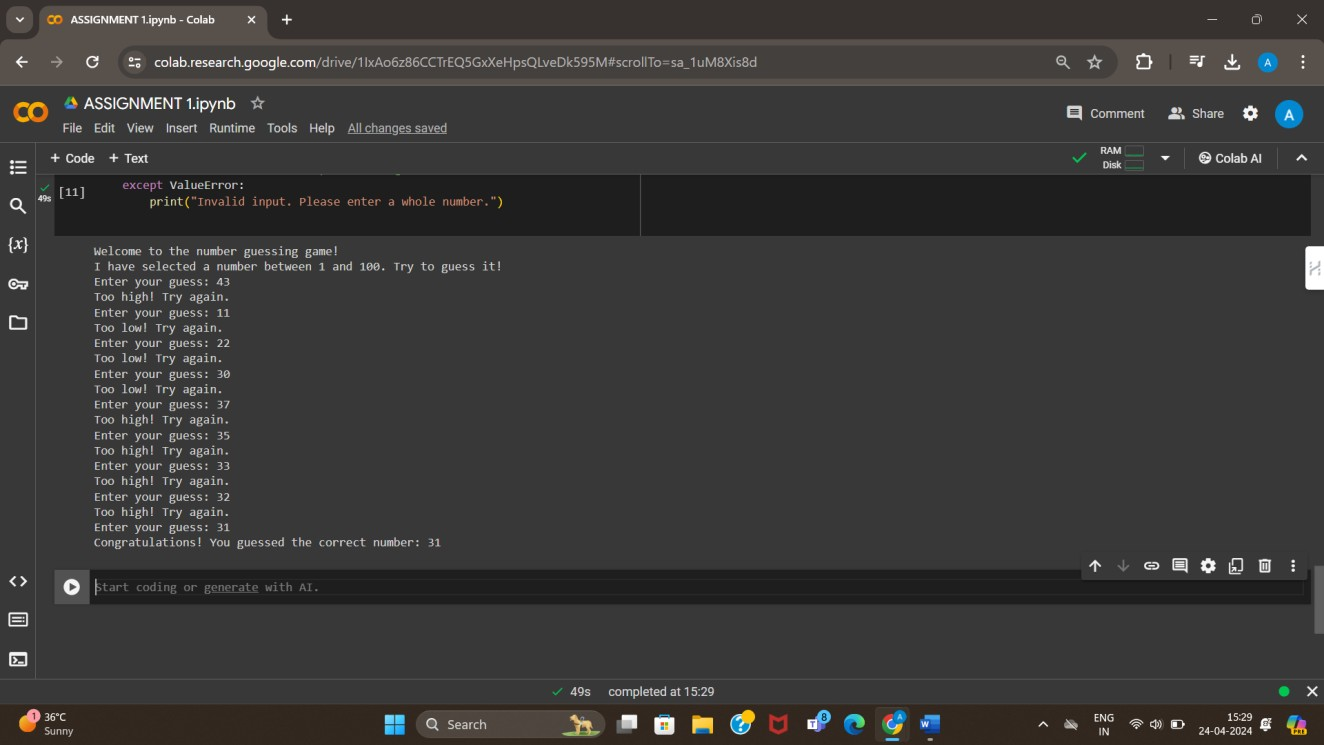 ASSIGNMENT 1.ipynb - Colab
colab.research.google.com/drive/1IxAo6z86CCTrEQ5GxXeHpsQLveDk595M#scrollTo=sa_1uM8Xis8d
A
ASSIGNMENT 1.ipynb
File Edit View Insert Runtime Tools Help All changes saved
Comment Share A
+ Code + Text
RAM
Disk
Colab AI
49s
[11]
except ValueError:
print("Invalid input. Please enter a whole number.")
{x}
Welcome to the number guessing game!
I have selected a number between 1 and 100. Try to guess it!
Enter your guess: 43
Too high! Try again.
Enter your guess: 11
Too low! Try again.
Enter your guess: 22
Too low! Try again.
Enter your guess: 30
Too low! Try again.
Enter your guess: 37
Too high! Try again.
Enter your guess: 35
Too high! Try again.
Enter your guess: 33
Too high! Try again.
Enter your guess: 32
Too high! Try again.
Enter your guess: 31
Congratulations! You guessed the correct number: 31
Start coding or generate with AI.
49s completed at 15:29
1
36°C
Sunny
Search
8
A
W
ENG
IN
15:29
24-04-2024
PRE